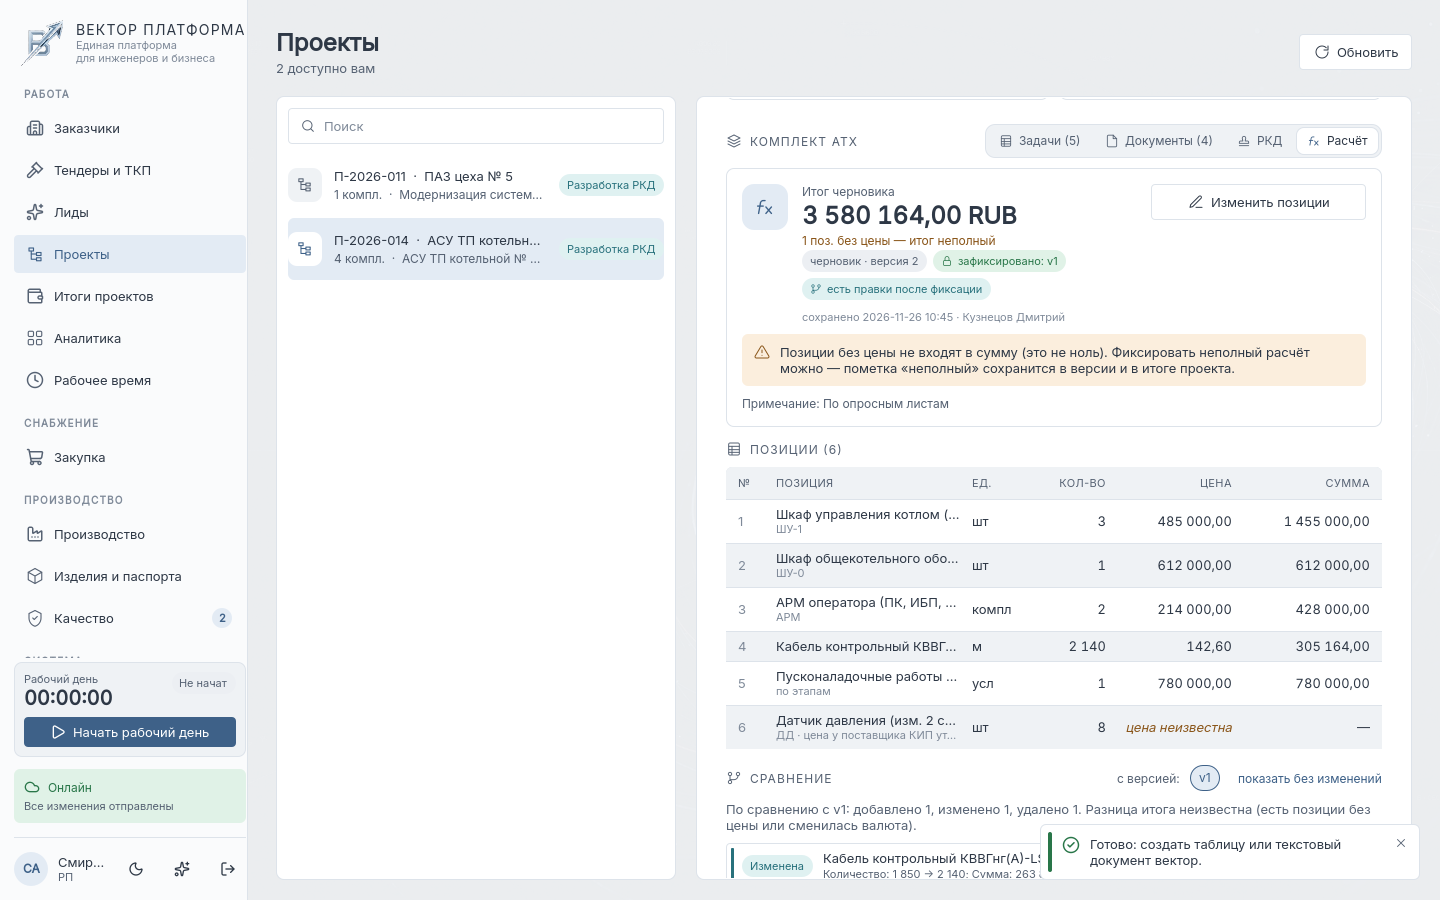 ВЕКТОР ПЛАТФОРМА
Единая платформа
для инженеров и бизнеса
РАБОТА
Заказчики
Тендеры и ТКП
Лиды
Проекты
Итоги проектов
Аналитика
Рабочее время
СНАБЖЕНИЕ
Закупка
ПРОИЗВОДСТВО
Производство
Изделия и паспорта
Качество 2
Рабочий день
Не начат
00:00:00
Начать рабочий день
Онлайн
Все изменения отправлены
СА
Смир...
РП
Проекты
2 доступно вам
Обновить
Поиск
П-2026-011 · ПАЗ цеха № 5
1 компл. · Модернизация систем...
Разработка РКД
П-2026-014 · АСУ ТП котельн...
4 компл. · АСУ ТП котельной № ...
Разработка РКД
КОМПЛЕКТ АТХ
Задачи (5) Документы (4) РКД fx Расчёт
fx
Итог черновика
3 580 164,00 RUB
1 поз. без цены — итог неполный
черновик · версия 2 зафиксировано: v1
есть правки после фиксации
сохранено 2026-11-26 10:45 · Кузнецов Дмитрий
Изменить позиции
Позиции без цены не входят в сумму (это не ноль). Фиксировать неполный расчёт
можно — пометка «неполный» сохранится в версии и в итоге проекта.
Примечание: По опросным листам
ПОЗИЦИИ (6)
№ ПОЗИЦИЯ ЕД. КОЛ-ВО ЦЕНА СУММА
1 Шкаф управления котлом (... шт 3 485 000,00 1 455 000,00
ШУ-1
2 Шкаф общекотельного обо... шт 1 612 000,00 612 000,00
ШУ-0
3 АРМ оператора (ПК, ИБП, ... компл 2 214 000,00 428 000,00
АРМ
4 Кабель контрольный КВВГ... м 2 140 142,60 305 164,00
5 Пусконаладочные работы ... усл 1 780 000,00 780 000,00
по этапам
6 Датчик давления (изм. 2 с... шт 8 цена неизвестна —
ДД · цена у поставщика КИП ут...
СРАВНЕНИЕ
с версией: v1 показать без изменений
По сравнению с v1: добавлено 1, изменено 1, удалено 1. Разница итога неизвестна (есть позиции без
цены или сменилась валюта).
Изменена
Кабель контрольный КВВГнг(А)-LS
Количество: 1 850 → 2 140; Сумма: 263
Готово: создать таблицу или текстовый
документ вектор.